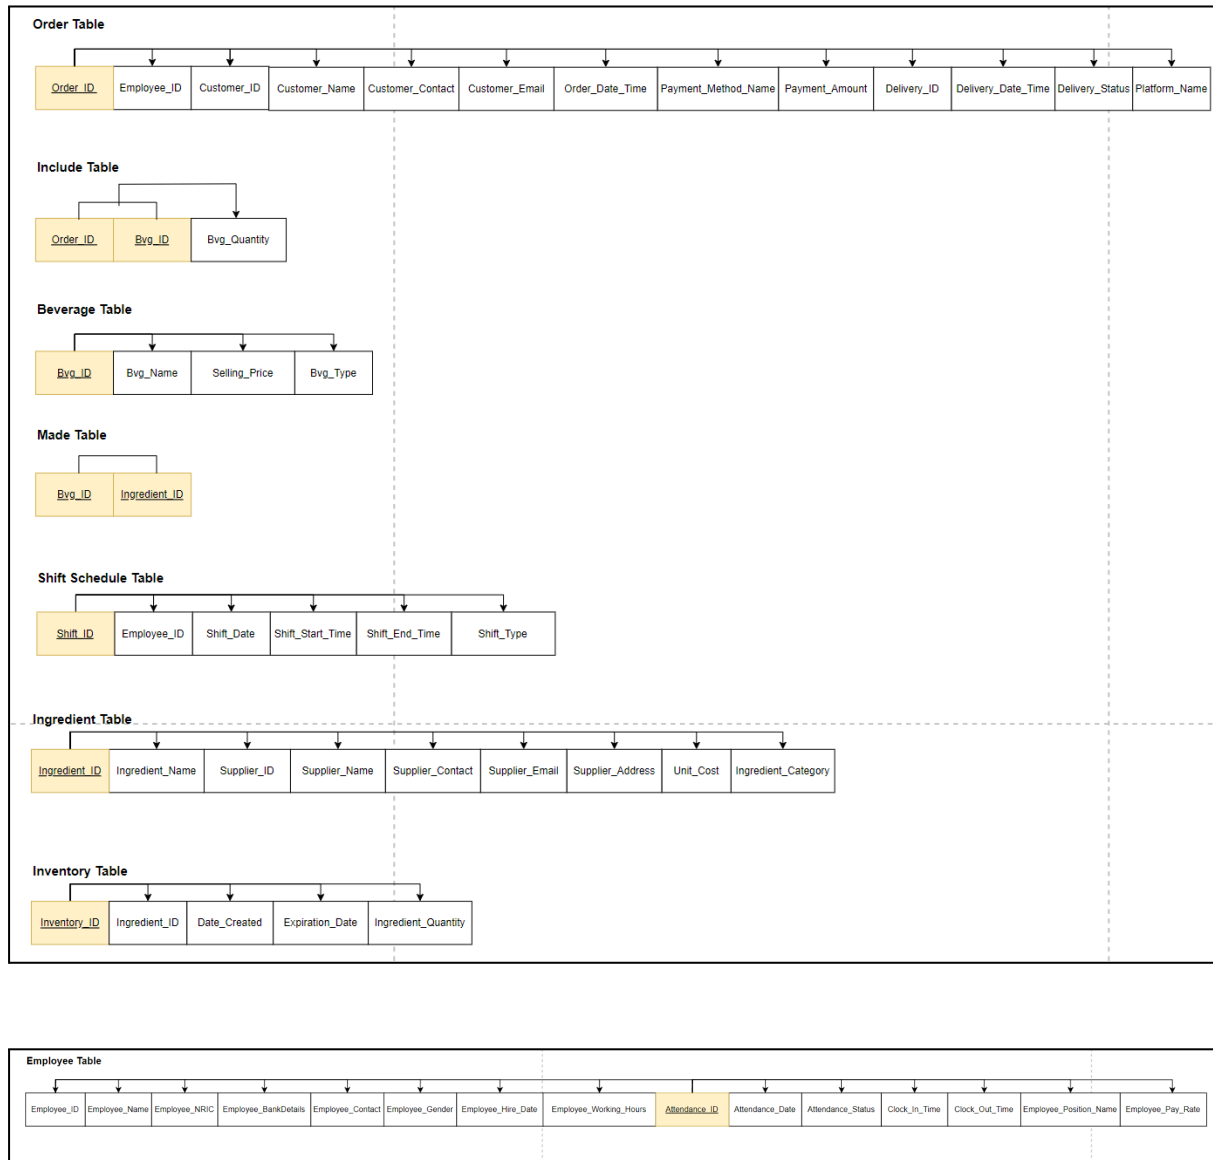 Order Table
Order_ID Employee_ID Customer_ID Customer_Name Customer_Contact Customer_Email Order_Date_Time Payment_Method_Name Payment_Amount Delivery_ID Delivery_Date_Time Delivery_Status Platform_Name
Include Table
Order_ID Bvg_ID Bvg_Quantity
Beverage Table
Bvg_ID Bvg_Name Selling_Price Bvg_Type
Made Table
Bvg_ID Ingredient_ID
Shift Schedule Table
Shift_ID Employee_ID Shift_Date Shift_Start_Time Shift_End_Time Shift_Type
Ingredient Table
Ingredient_ID Ingredient_Name Supplier_ID Supplier_Name Supplier_Contact Supplier_Email Supplier_Address Unit_Cost Ingredient_Category
Inventory Table
Inventory_ID Ingredient_ID Date_Created Expiration_Date Ingredient_Quantity
Employee Table
Employee_ID Employee_Name Employee_NRIC Employee_BankDetails Employee_Contact Employee_Gender Employee_Hire_Date Employee_Working_Hours Attendance_ID Attendance_Date Attendance_Status Clock_In_Time Clock_Out_Time Employee_Position_Name Employee_Pay_Rate